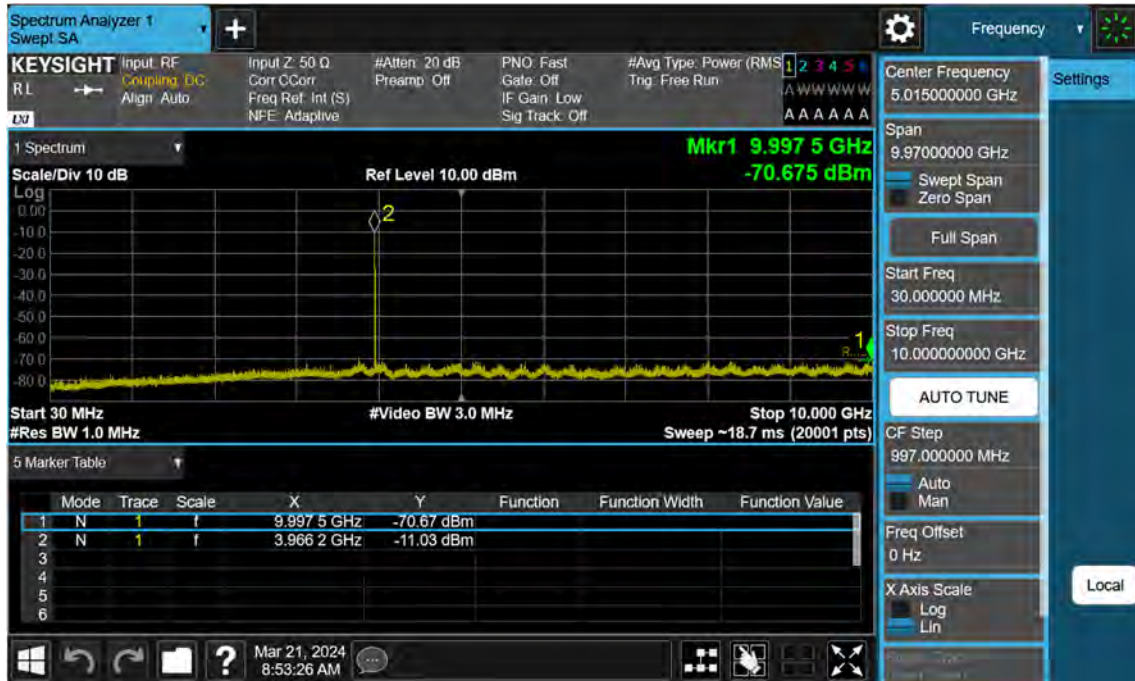 Spectrum Analyzer 1
Swept SA
Frequency
KEYSIGHT
R L
LXI
Input: RF
Coupling: DC
Align: Auto
Input Z: 50 Ω
Corr CCorr
Freq Ref: Int (S)
NFE: Adaptive
#Atten: 20 dB
Preamp: Off
PNO: Fast
Gate: Off
IF Gain: Low
Sig Track: Off
#Avg Type: Power (RMS
Trig: Free Run
1 2 3 4 5 6
A W W W W W
A A A A A A
1 Spectrum
Scale/Div 10 dB
Ref Level 10.00 dBm
Mkr1 9.997 5 GHz
-70.675 dBm
Log
0.00
-10.0
-20.0
-30.0
-40.0
-50.0
-60.0
-70.0
-80.0
2
1
Start 30 MHz
#Video BW 3.0 MHz
Stop 10.000 GHz
#Res BW 1.0 MHz
Sweep ~18.7 ms (20001 pts)
5 Marker Table
Mode Trace Scale X Y Function Function Width Function Value
1 N 1 f 9.997 5 GHz -70.67 dBm
2 N 1 f 3.966 2 GHz -11.03 dBm
3
4
5
6
?
Mar 21, 2024
8:53:26 AM
Center Frequency
5.015000000 GHz
Span
9.97000000 GHz
Swept Span
Zero Span
Full Span
Start Freq
30.000000 MHz
Stop Freq
10.000000000 GHz
AUTO TUNE
CF Step
997.000000 MHz
Auto
Man
Freq Offset
0 Hz
X Axis Scale
Log
Lin
Settings
Local